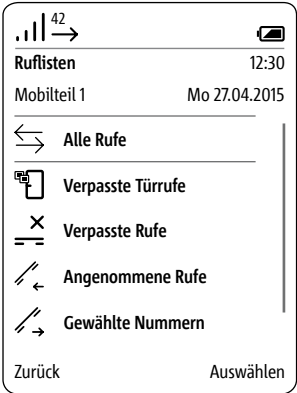 42
Ruflisten 12:30
Mobilteil 1 Mo 27.04.2015
Alle Rufe
Verpasste Türrufe
Verpasste Rufe
Angenommene Rufe
Gewählte Nummern
Zurück Auswählen